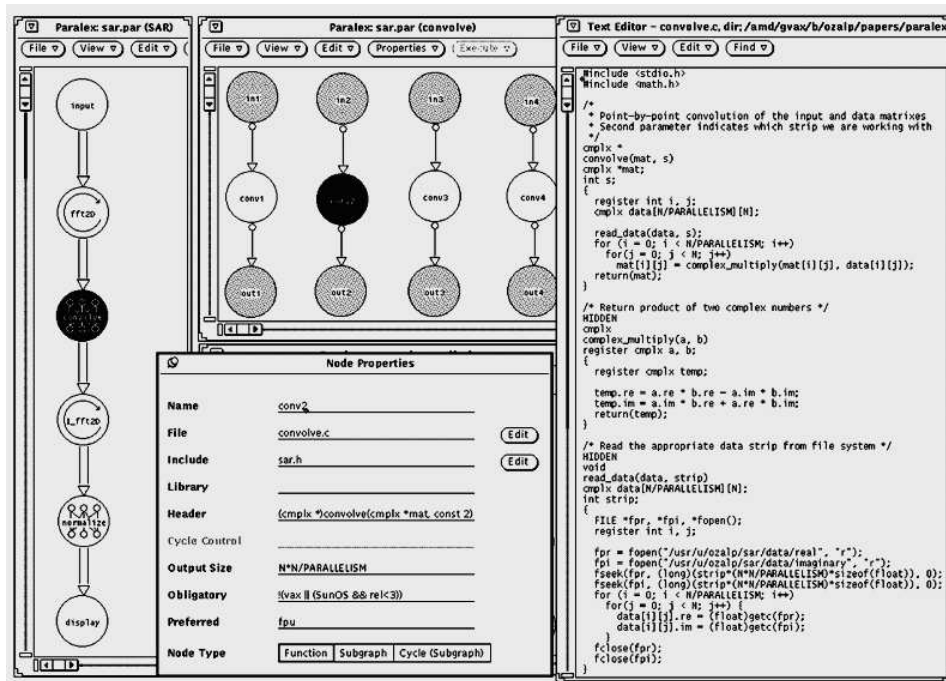 Paralex: sar.par (SAR)
File View Edit
input
fft2D
I_fft2D
normalize
display
Paralex: sar.par (convolve)
File View Edit Properties Execute
in1 in2 in3 in4
conv1 conv3 conv4
out1 out2 out3 out4
Node Properties
Name conv2
File convolve.c Edit
Include sar.h Edit
Library
Header (cmplx *)convolve(cmplx *mat, const 2)
Cycle Control
Output Size N*N/PARALLELISM
Obligatory !(vax || (SunOS && rel<3))
Preferred fpu
Node Type Function Subgraph Cycle (Subgraph)
Text Editor - convolve.c, dir: /amd/gvax/b/ozalp/papers/paralex
File View Edit Find
#include <stdio.h>
#include <math.h>
/*
* Point-by-point convolution of the input and data matrixes
* Second parameter indicates which strip we are working with
*/
cmplx *
convolve(mat, s)
cmplx *mat;
int s;
{
register int i, j;
cmplx data[N/PARALLELISM][N];
read_data(data, s);
for (i = 0; i < N/PARALLELISM; i++)
for(j = 0; j < N; j++)
mat[i][j] = complex_multiply(mat[i][j], data[i][j]);
return(mat);
}
/* Return product of two complex numbers */
HIDDEN
cmplx
complex_multiply(a, b)
register cmplx a, b;
{
register cmplx temp;
temp.re = a.re * b.re - a.im * b.im;
temp.im = a.im * b.re + a.re * b.im;
return(temp);
}
/* Read the appropriate data strip from file system */
HIDDEN
void
read_data(data, strip)
cmplx data[N/PARALLELISM][N];
int strip;
{
FILE *fpr, *fpi, *fopen();
register int i, j;
fpr = fopen("/usr/u/ozalp/sar/data/real", "r");
fpi = fopen("/usr/u/ozalp/sar/data/imaginary", "r");
fseek(fpr, (long)(strip*(N*N/PARALLELISM)*sizeof(float)), 0);
fseek(fpi, (long)(strip*(N*N/PARALLELISM)*sizeof(float)), 0);
for (i = 0; i < N/PARALLELISM; i++)
for(j = 0; j < N; j++) {
data[i][j].re = (float)getc(fpr);
data[i][j].im = (float)getc(fpi);
}
fclose(fpr);
fclose(fpi);
}